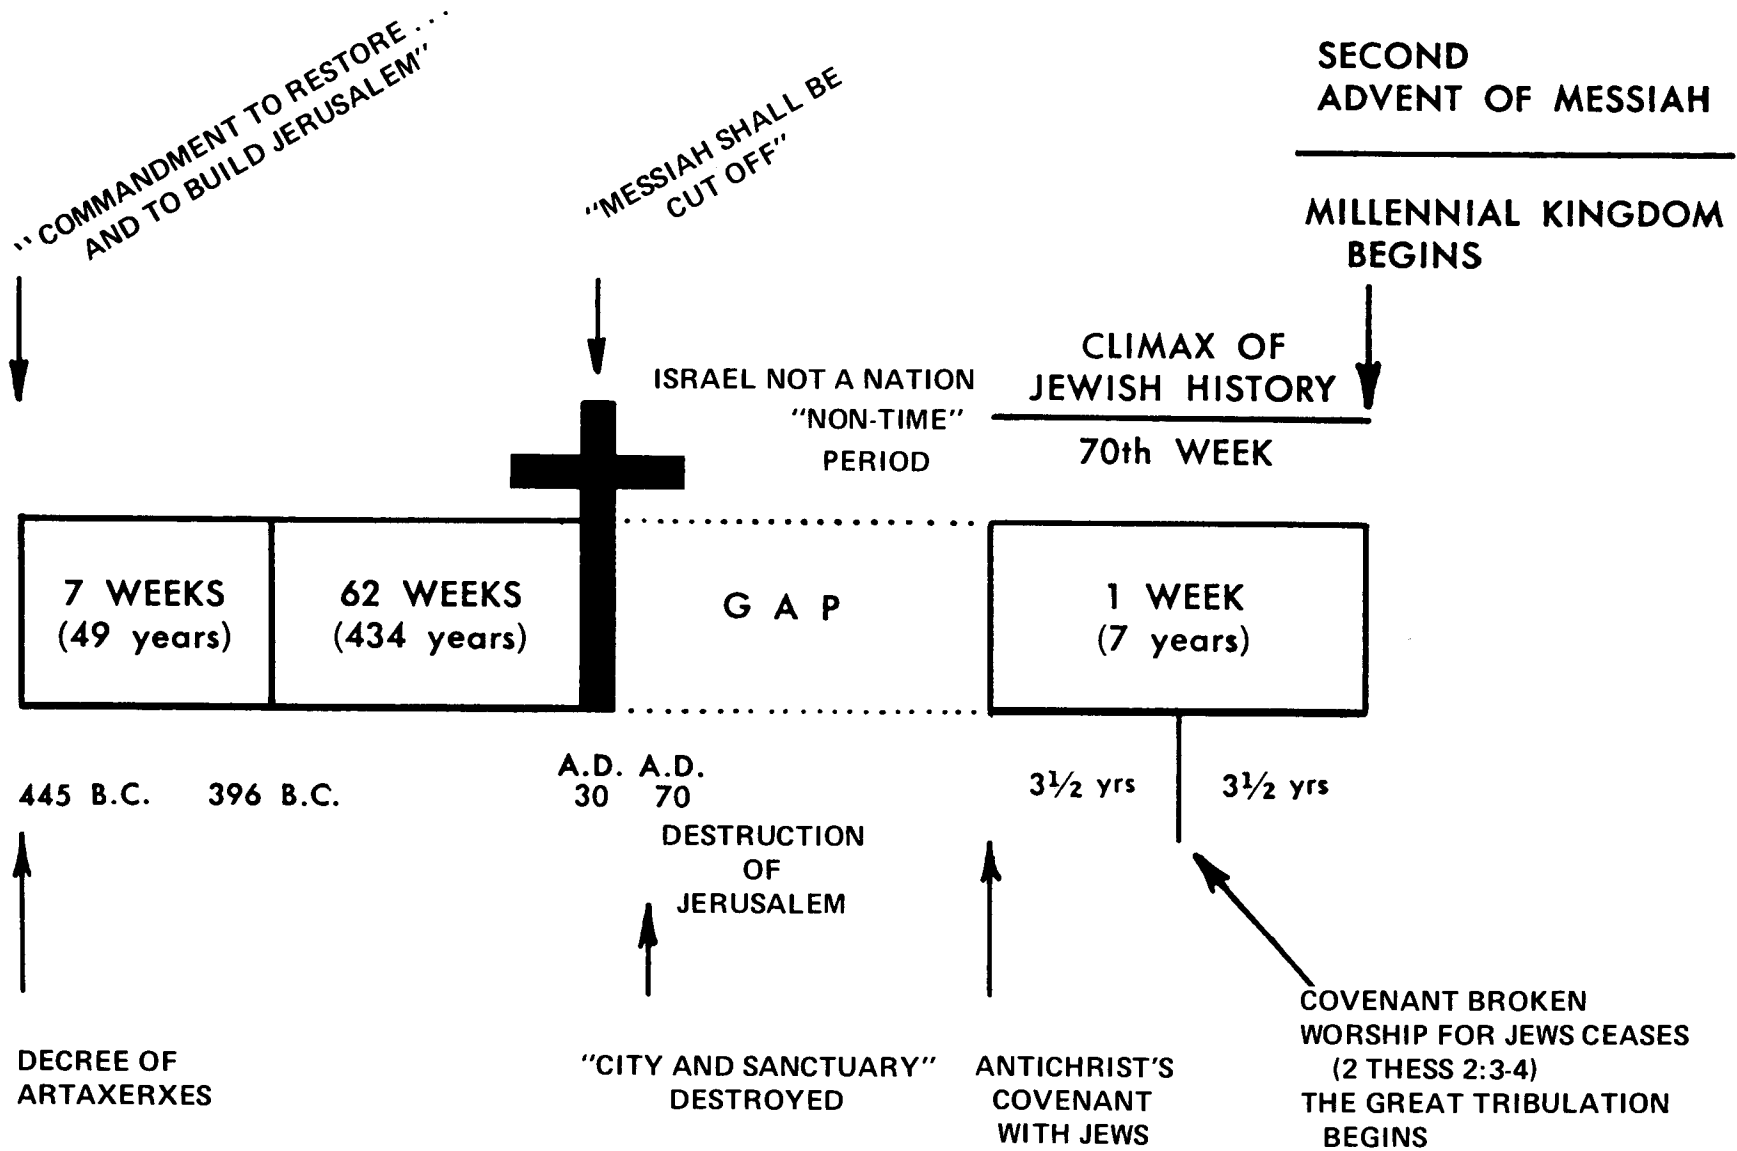 "COMMANDMENT TO RESTORE . . .
AND TO BUILD JERUSALEM"
"MESSIAH SHALL BE
CUT OFF"
SECOND
ADVENT OF MESSIAH
MILLENNIAL KINGDOM
BEGINS
ISRAEL NOT A NATION
"NON-TIME"
PERIOD
CLIMAX OF
JEWISH HISTORY
70th WEEK
7 WEEKS
(49 years)
62 WEEKS
(434 years)
GAP
1 WEEK
(7 years)
445 B.C.
396 B.C.
A.D.
30
A.D.
70
DESTRUCTION
OF
JERUSALEM
3½ yrs
3½ yrs
DECREE OF
ARTAXERXES
"CITY AND SANCTUARY"
DESTROYED
ANTICHRIST'S
COVENANT
WITH JEWS
COVENANT BROKEN
WORSHIP FOR JEWS CEASES
(2 THESS 2:3-4)
THE GREAT TRIBULATION
BEGINS